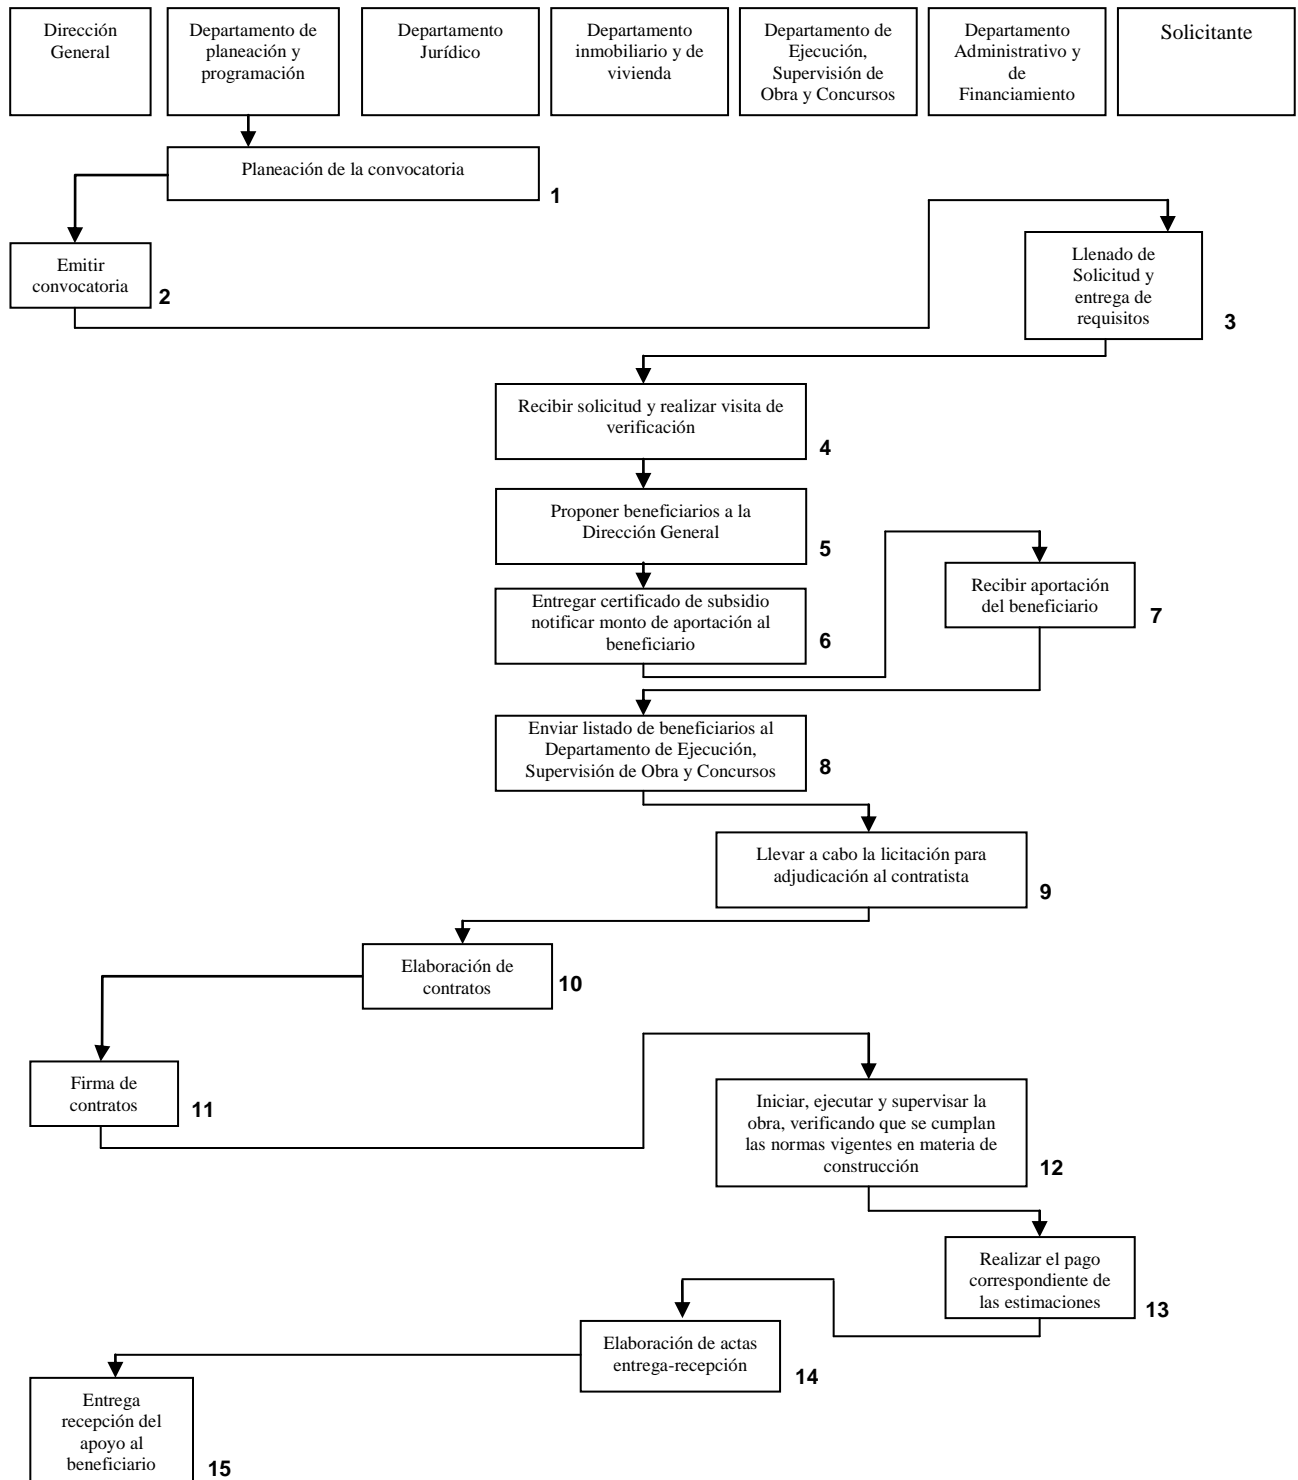 Dirección
General
Departamento de
planeación y
programación
Departamento
Jurídico
Departamento
inmobiliario y de
vivienda
Departamento de
Ejecución,
Supervisión de
Obra y Concursos
Departamento
Administrativo y
de
Financiamiento
Solicitante
Planeación de la convocatoria
1
Emitir
convocatoria
2
Llenado de
Solicitud y
entrega de
requisitos
3
Recibir solicitud y realizar visita de
verificación
4
Proponer beneficiarios a la
Dirección General
5
Entregar certificado de subsidio
notificar monto de aportación al
beneficiario
6
Recibir aportación
del beneficiario
7
Enviar listado de beneficiarios al
Departamento de Ejecución,
Supervisión de Obra y Concursos
8
Llevar a cabo la licitación para
adjudicación al contratista
9
Elaboración de
contratos
10
Firma de
contratos
11
Iniciar, ejecutar y supervisar la
obra, verificando que se cumplan
las normas vigentes en materia de
construcción
12
Realizar el pago
correspondiente de
las estimaciones
13
Elaboración de actas
entrega-recepción
14
Entrega
recepción del
apoyo al
beneficiario
15